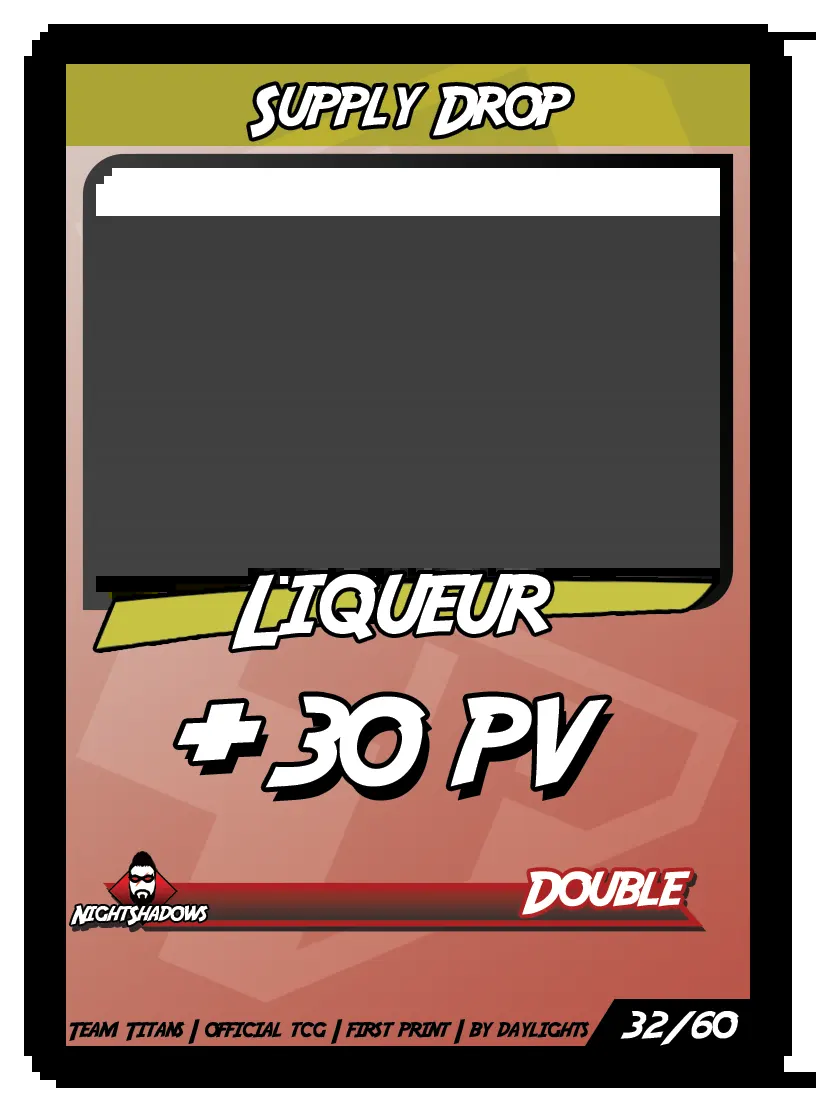 Supply Drop
Liqueur
+ 30 PV
Double
NightShadows
Team Titans / official tcg / first print / by daylights
32/60